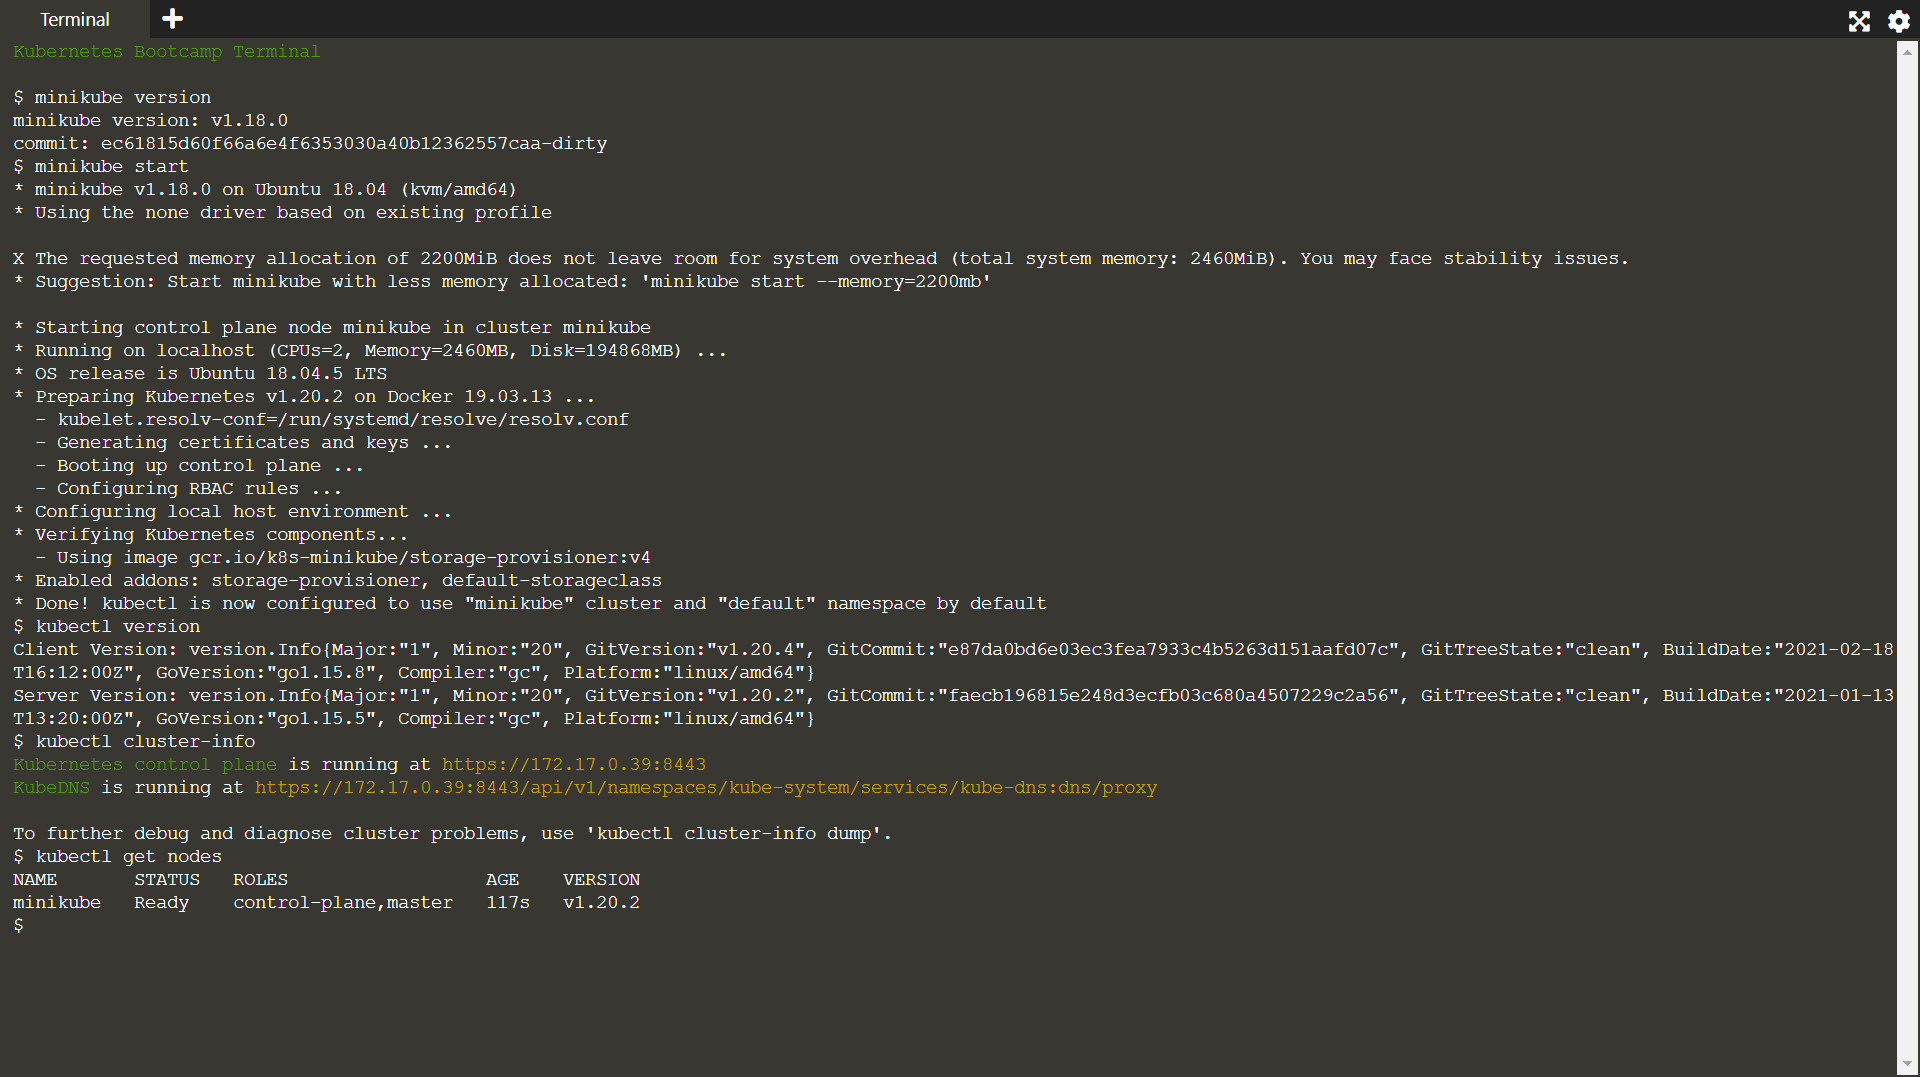 Terminal
Kubernetes Bootcamp Terminal
$ minikube version
minikube version: v1.18.0
commit: ec61815d60f66a6e4f6353030a40b12362557caa-dirty
$ minikube start
* minikube v1.18.0 on Ubuntu 18.04 (kvm/amd64)
* Using the none driver based on existing profile
X The requested memory allocation of 2200MiB does not leave room for system overhead (total system memory: 2460MiB). You may face stability issues.
* Suggestion: Start minikube with less memory allocated: 'minikube start --memory=2200mb'
* Starting control plane node minikube in cluster minikube
* Running on localhost (CPUs=2, Memory=2460MB, Disk=194868MB) ...
* OS release is Ubuntu 18.04.5 LTS
* Preparing Kubernetes v1.20.2 on Docker 19.03.13 ...
  - kubelet.resolv-conf=/run/systemd/resolve/resolv.conf
  - Generating certificates and keys ...
  - Booting up control plane ...
  - Configuring RBAC rules ...
* Configuring local host environment ...
* Verifying Kubernetes components...
  - Using image gcr.io/k8s-minikube/storage-provisioner:v4
* Enabled addons: storage-provisioner, default-storageclass
* Done! kubectl is now configured to use "minikube" cluster and "default" namespace by default
$ kubectl version
Client Version: version.Info{Major:"1", Minor:"20", GitVersion:"v1.20.4", GitCommit:"e87da0bd6e03ec3fea7933c4b5263d151aafd07c", GitTreeState:"clean", BuildDate:"2021-02-18
T16:12:00Z", GoVersion:"go1.15.8", Compiler:"gc", Platform:"linux/amd64"}
Server Version: version.Info{Major:"1", Minor:"20", GitVersion:"v1.20.2", GitCommit:"faecb196815e248d3ecfb03c680a4507229c2a56", GitTreeState:"clean", BuildDate:"2021-01-13
T13:20:00Z", GoVersion:"go1.15.5", Compiler:"gc", Platform:"linux/amd64"}
$ kubectl cluster-info
Kubernetes control plane is running at https://172.17.0.39:8443
KubeDNS is running at https://172.17.0.39:8443/api/v1/namespaces/kube-system/services/kube-dns:dns/proxy
To further debug and diagnose cluster problems, use 'kubectl cluster-info dump'.
$ kubectl get nodes
NAME       STATUS   ROLES                  AGE    VERSION
minikube   Ready    control-plane,master   117s   v1.20.2
$